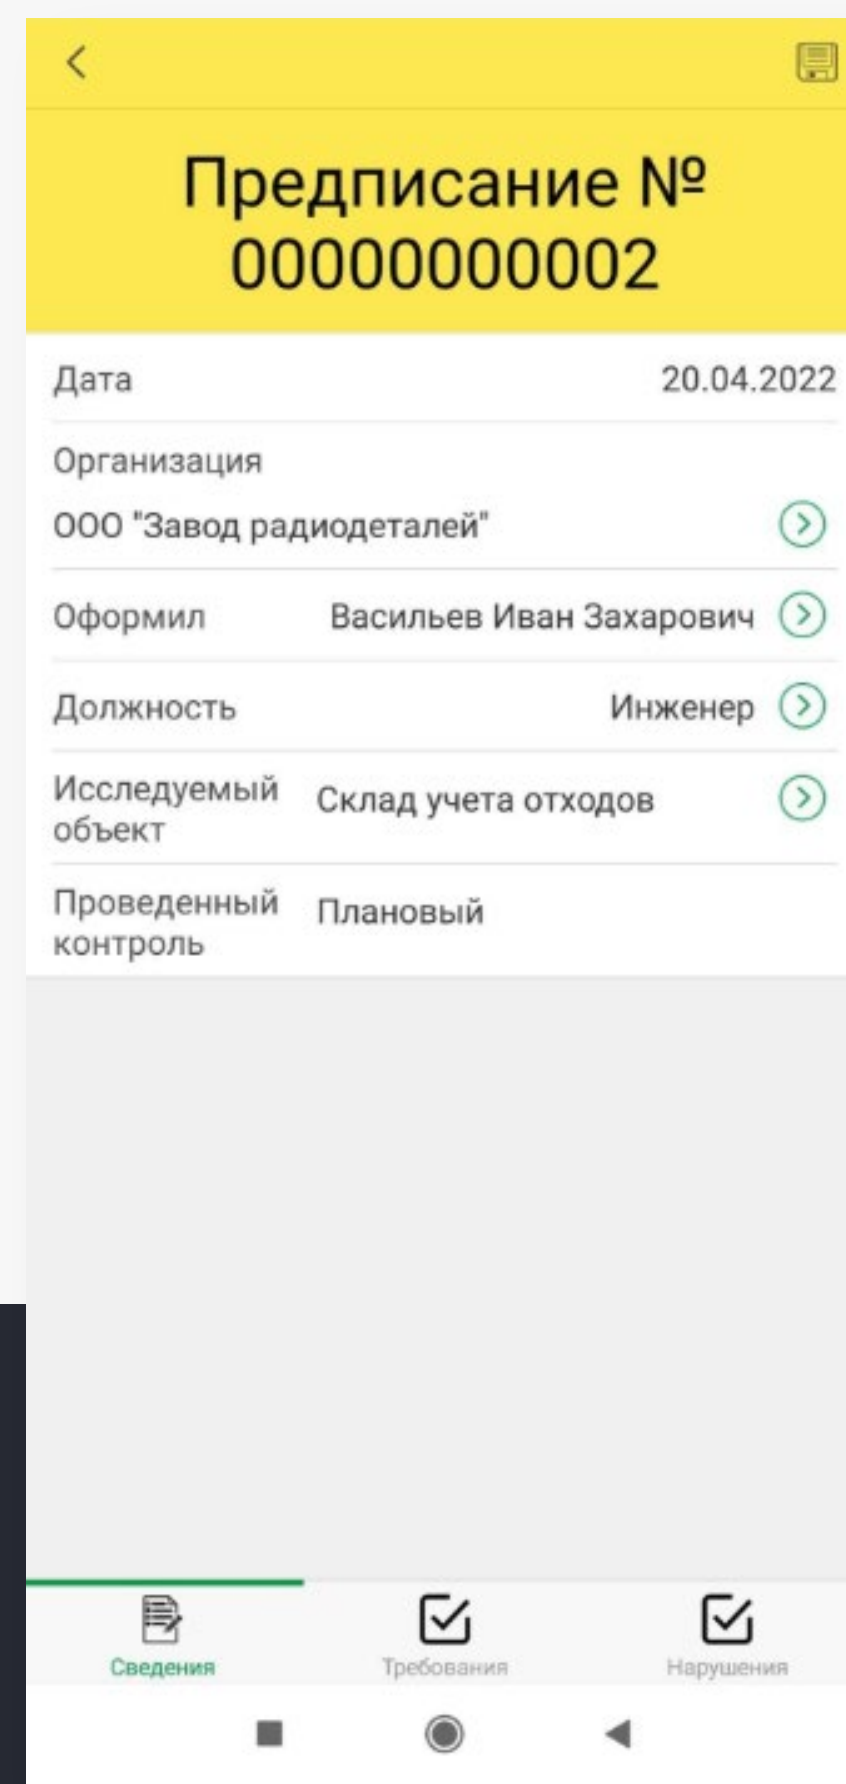 Предписание №
00000000002
Дата 20.04.2022
Организация
ООО "Завод радиодеталей"
Оформил Васильев Иван Захарович
Должность Инженер
Исследуемый объект Склад учета отходов
Проведенный контроль Плановый
Сведения Требования Нарушения